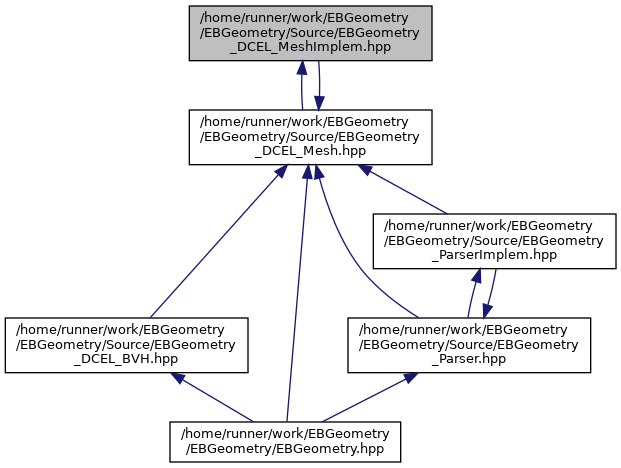 /home/runner/work/EBGeometry
/EBGeometry/Source/EBGeometry
_DCEL_MeshImplem.hpp
/home/runner/work/EBGeometry
/EBGeometry/Source/EBGeometry
_DCEL_Mesh.hpp
/home/runner/work/EBGeometry
/EBGeometry/Source/EBGeometry
_ParserImplem.hpp
/home/runner/work/EBGeometry
/EBGeometry/Source/EBGeometry
_DCEL_BVH.hpp
/home/runner/work/EBGeometry
/EBGeometry/Source/EBGeometry
_Parser.hpp
/home/runner/work/EBGeometry
/EBGeometry/EBGeometry.hpp